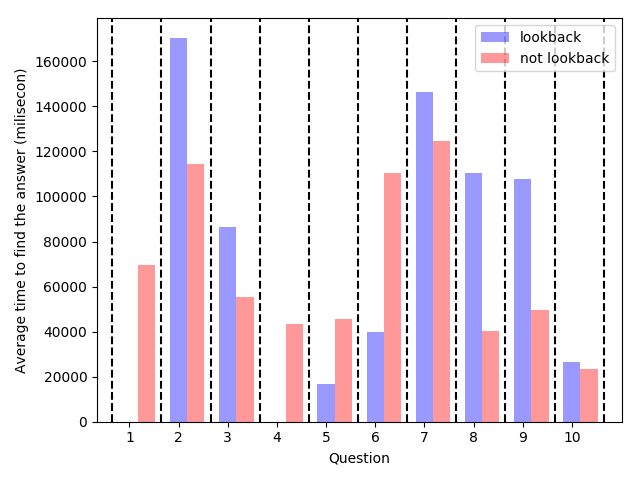 lookback
not lookback
160000
140000
120000
100000
80000
60000
40000
20000
0
Average time to find the answer (milisecon)
1 2 3 4 5 6 7 8 9 10
Question